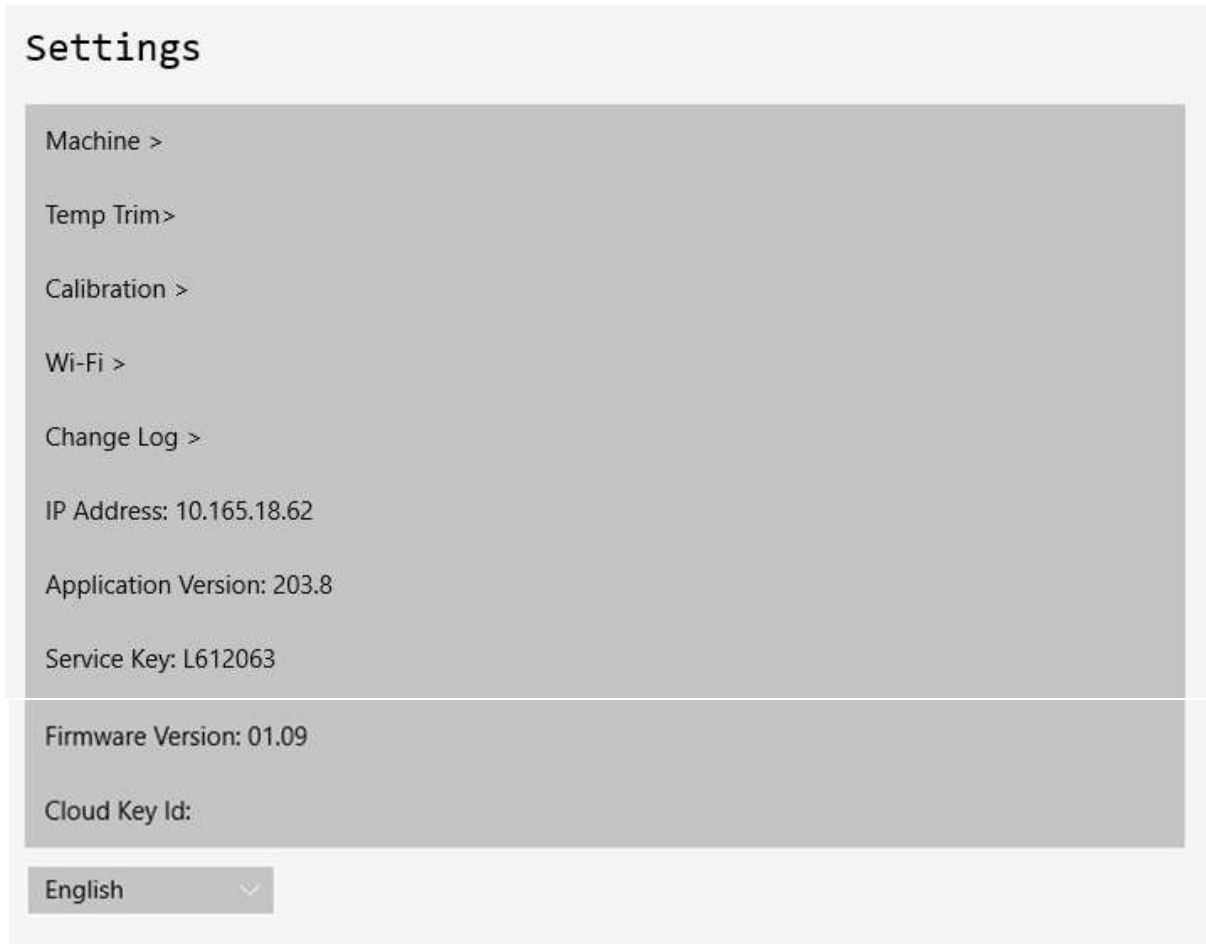 Settings
Machine >
Temp Trim>
Calibration >
Wi-Fi >
Change Log >
IP Address: 10.165.18.62
Application Version: 203.8
Service Key: L612063
Firmware Version: 01.09
Cloud Key Id:
English